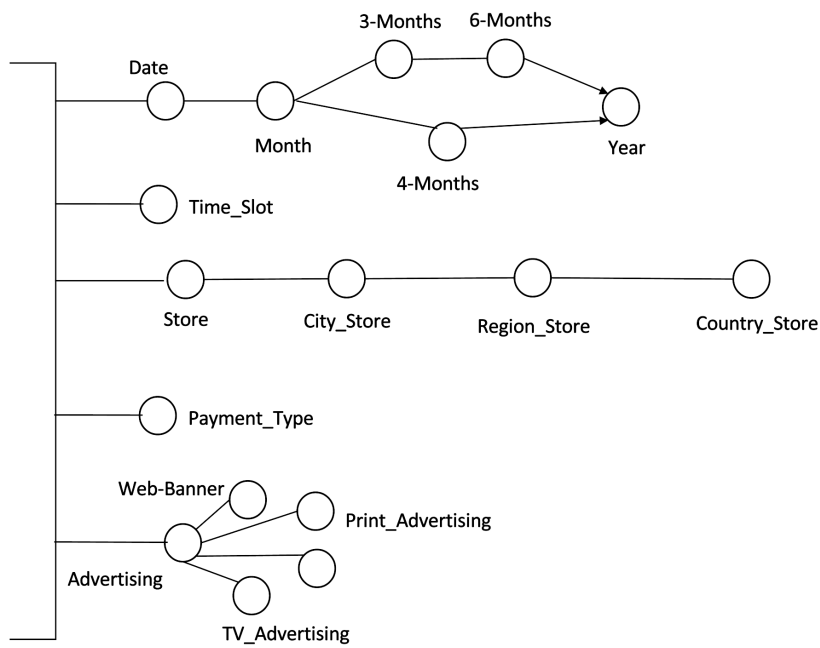 3-Months
6-Months
Date
Month
Year
4-Months
Time_Slot
Store
City_Store
Region_Store
Country_Store
Payment_Type
Web-Banner
Print_Advertising
Advertising
TV_Advertising